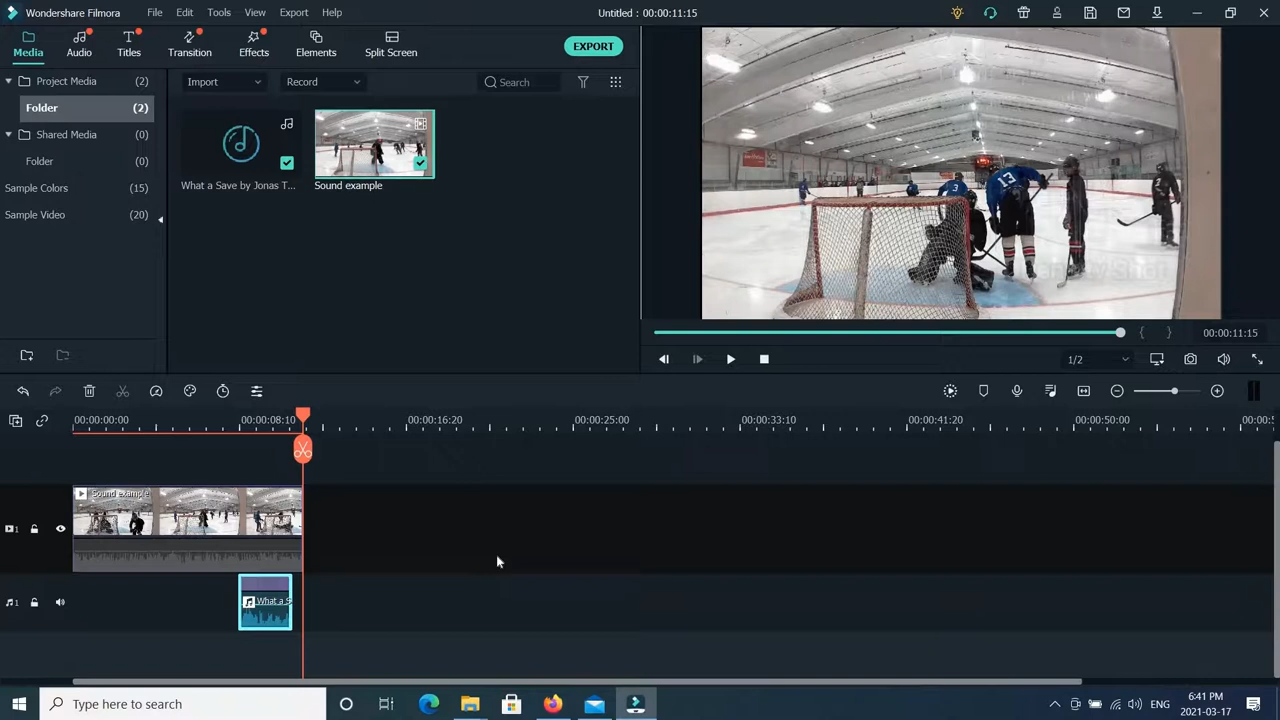 Wondershare Filmora File Edit Tools View Export Help Untitled : 00:00:11:15
Media Audio Titles Transition Effects Elements Split Screen EXPORT
Project Media (2) Import Record Search
Folder (2)
Shared Media (0)
Folder (0)
Sample Colors (15) What a Save by Jonas T... Sound example
Sample Video (20)
13
3
00:00:11:15
1/2
00:00:00:00 00:00:08:10 00:00:16:20 00:00:25:00 00:00:33:10 00:00:41:20 00:00:50:00
Sound example
1
What a S
1
Type here to search
ENG
6:41 PM
2021-03-17